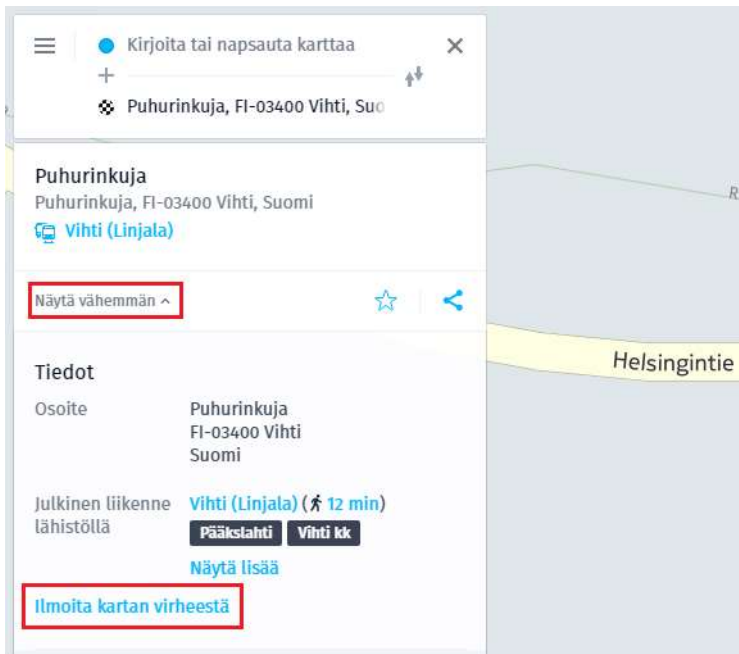 Kirjoita tai napsauta karttaa
Puhurinkuja, FI-03400 Vihti, Suo
Puhurinkuja
Puhurinkuja, FI-03400 Vihti, Suomi
Vihti (Linjala)
Näytä vähemmän
Tiedot
Osoite
Puhurinkuja
FI-03400 Vihti
Suomi
Julkinen liikenne lähistöllä
Vihti (Linjala) (12 min)
Pääkslahti Vihti kk
Näytä lisää
Ilmoita kartan virheestä
Helsingintie
R